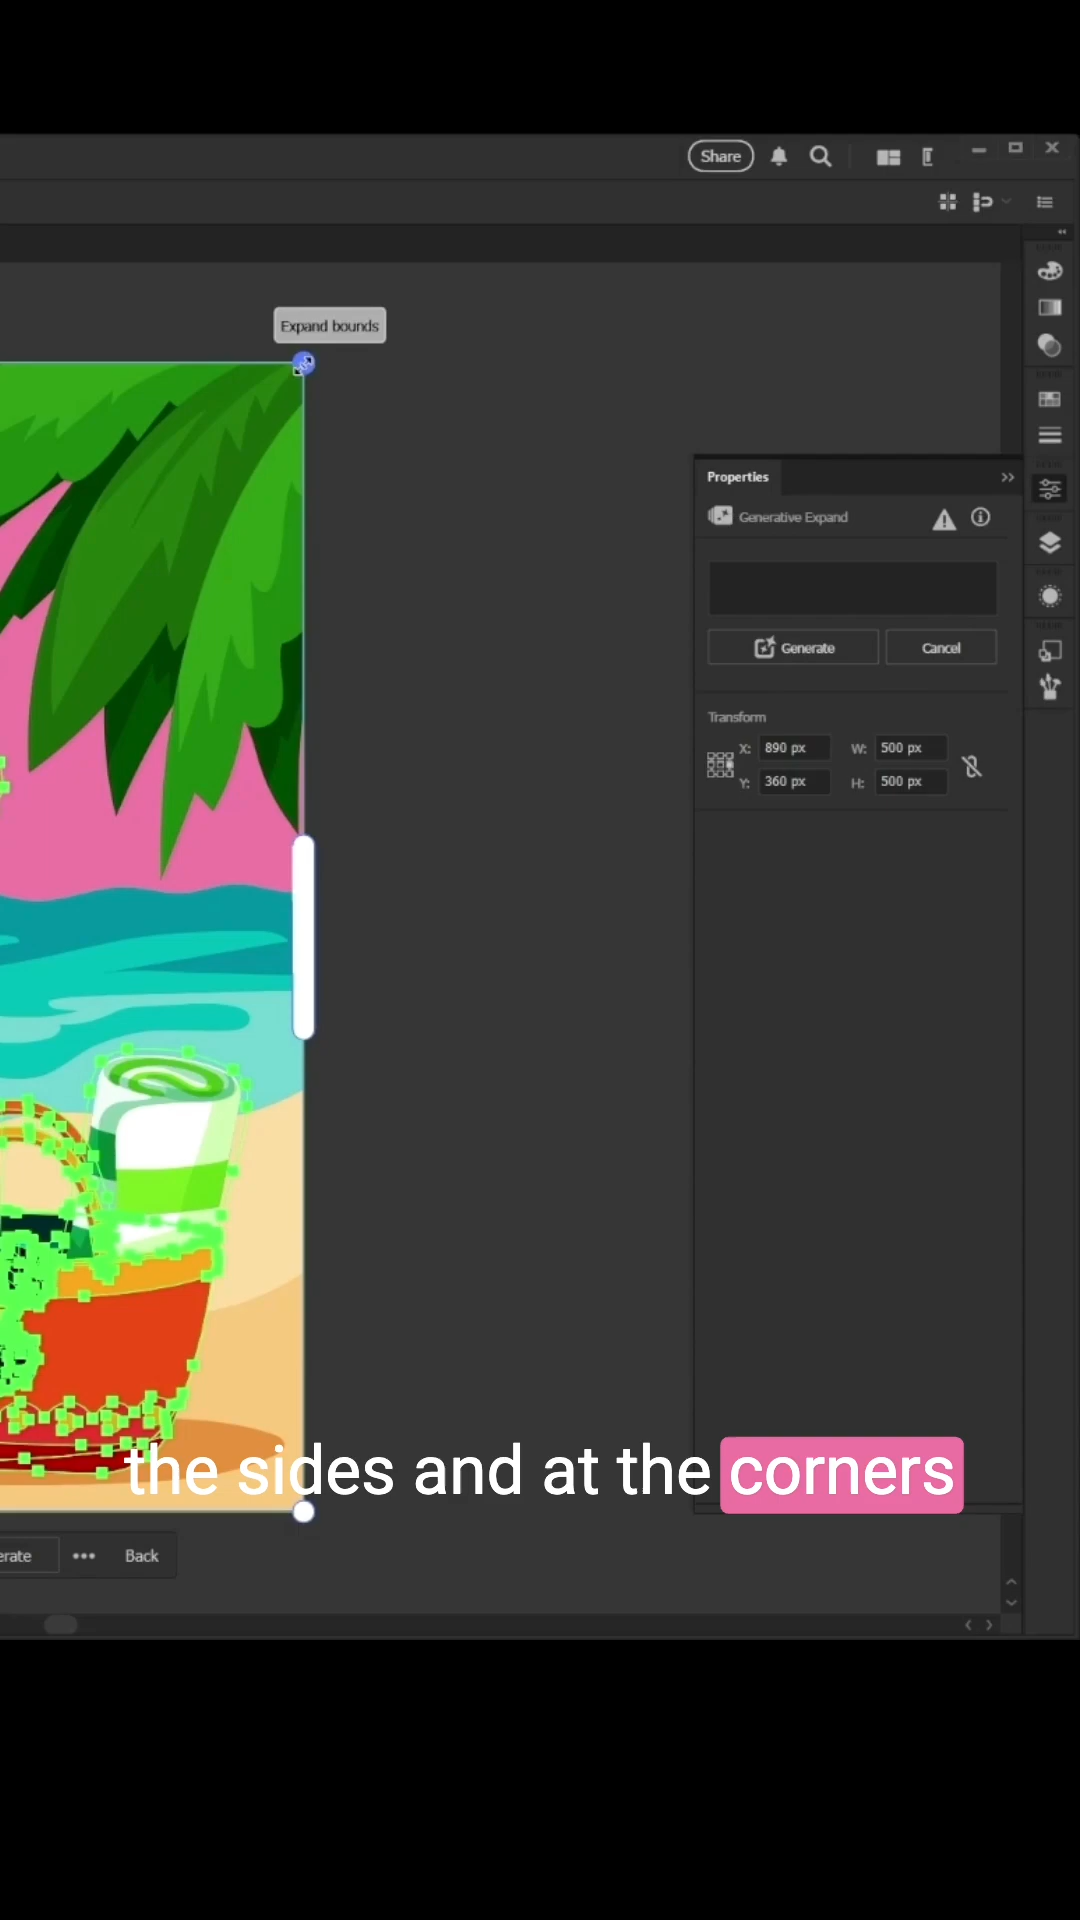 Share
Expand bounds
Properties
Generative Expand
Generate
Cancel
Transform
X: 890 px
W: 500 px
Y: 360 px
H: 500 px
the sides and at the corners
erate
Back